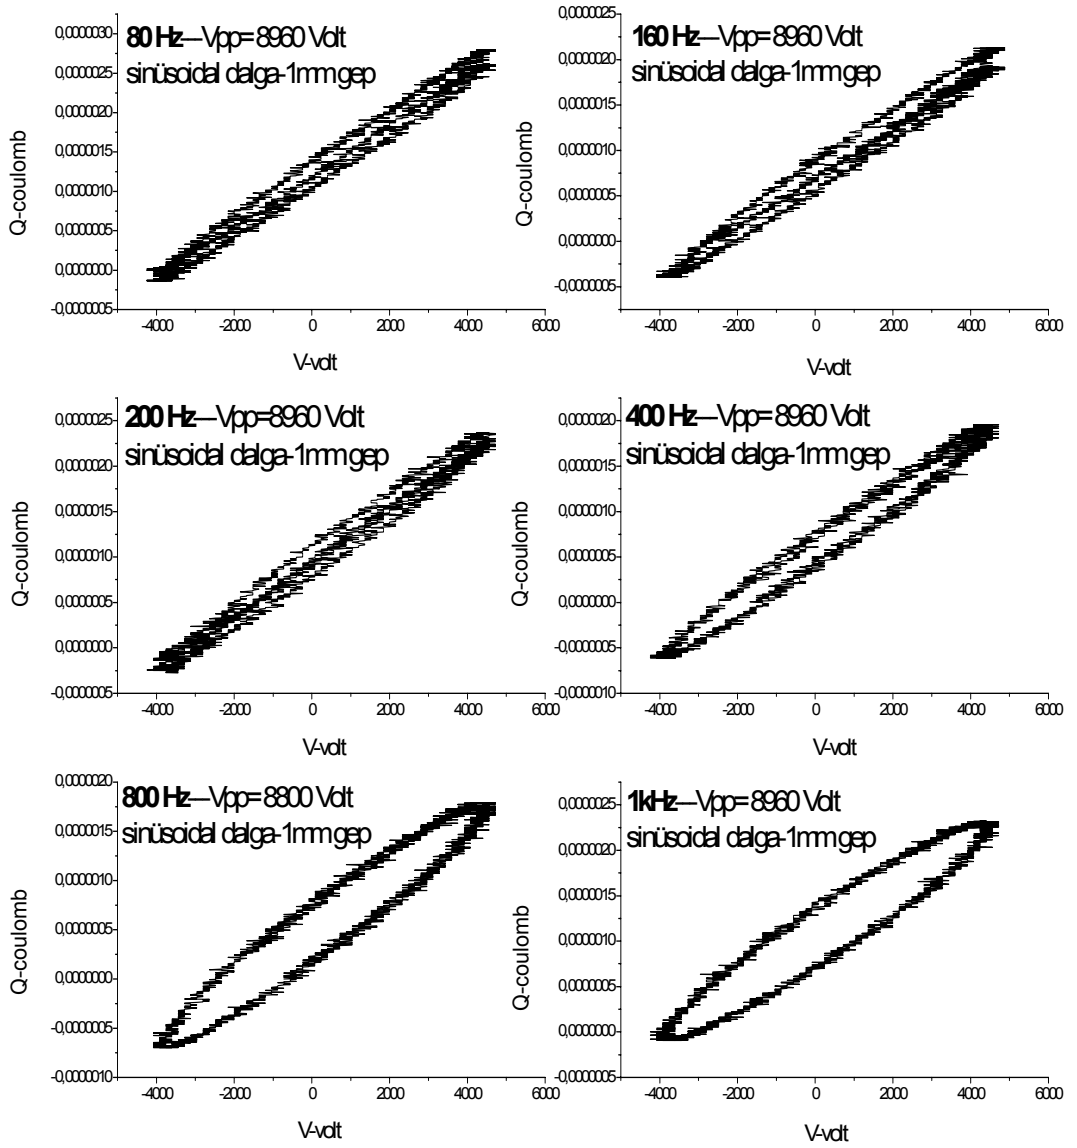 80 Hz---Vpp= 8960 Volt
sinüsoidal dalga-1mm gep
0,0000030
0,0000025
0,0000020
0,0000015
0,0000010
0,0000005
0,0000000
-0,0000005
Q-coulomb
-4000 -2000 0 2000 4000 6000
V-volt
160 Hz---Vpp= 8960 Volt
sinüsoidal dalga-1mm gep
0,0000025
0,0000020
0,0000015
0,0000010
0,0000005
0,0000000
-0,0000005
Q-coulomb
-4000 -2000 0 2000 4000 6000
V-volt
200 Hz---Vpp=8960 Volt
sinüsoidal dalga-1mm gep
0,0000025
0,0000020
0,0000015
0,0000010
0,0000005
0,0000000
-0,0000005
Q-coulomb
-4000 -2000 0 2000 4000 6000
V-volt
400 Hz---Vpp= 8960 Volt
sinüsoidal dalga-1mm gep
0,0000020
0,0000015
0,0000010
0,0000005
0,0000000
-0,0000005
-0,0000010
Q-coulomb
-4000 -2000 0 2000 4000 6000
V-volt
800 Hz---Vpp= 8800 Volt
sinüsoidal dalga-1mm gep
0,0000020
0,0000015
0,0000010
0,0000005
0,0000000
-0,0000005
-0,0000010
Q-coulomb
-4000 -2000 0 2000 4000 6000
V-volt
1kHz---Vpp= 8960 Volt
sinüsoidal dalga-1mm gep
0,0000025
0,0000020
0,0000015
0,0000010
0,0000005
0,0000000
-0,0000005
Q-coulomb
-4000 -2000 0 2000 4000 6000
V-volt